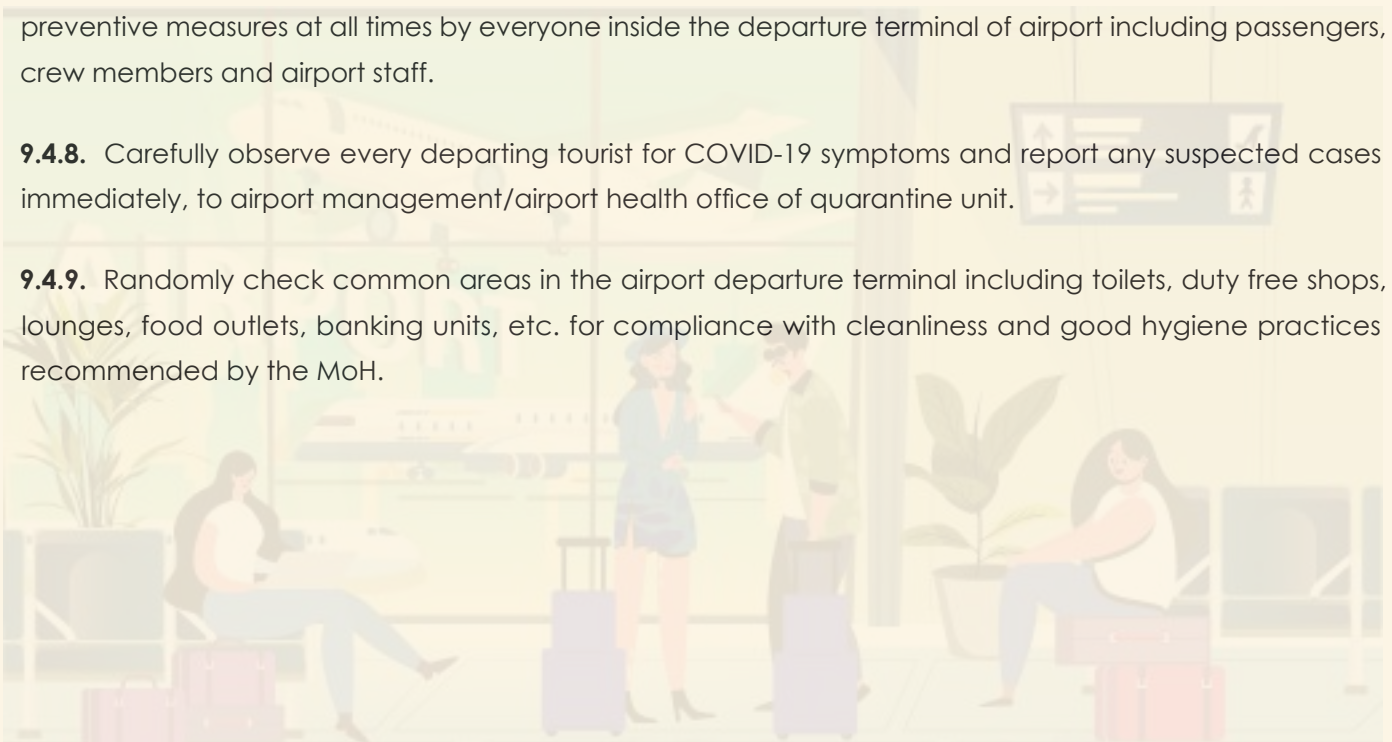 preventive measures at all times by everyone inside the departure terminal of airport including passengers,
crew members and airport staff.
9.4.8. Carefully observe every departing tourist for COVID-19 symptoms and report any suspected cases
immediately, to airport management/airport health office of quarantine unit.
9.4.9. Randomly check common areas in the airport departure terminal including toilets, duty free shops,
lounges, food outlets, banking units, etc. for compliance with cleanliness and good hygiene practices
recommended by the MoH.